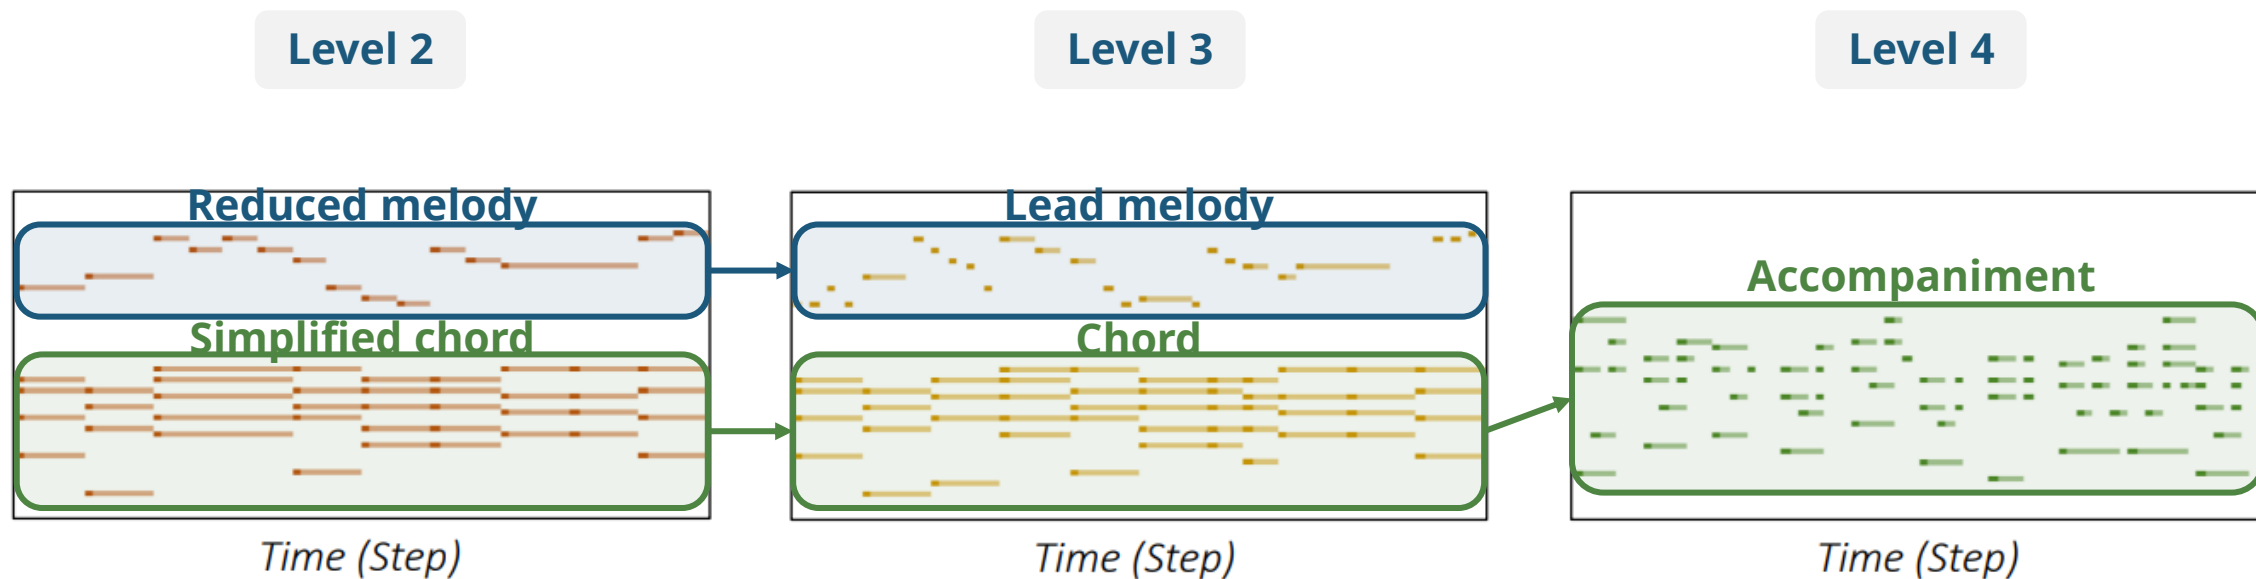 Level 2
Level 3
Level 4
Reduced melody
Lead melody
Accompaniment
Simplified chord
Chord
Time (Step)
Time (Step)
Time (Step)